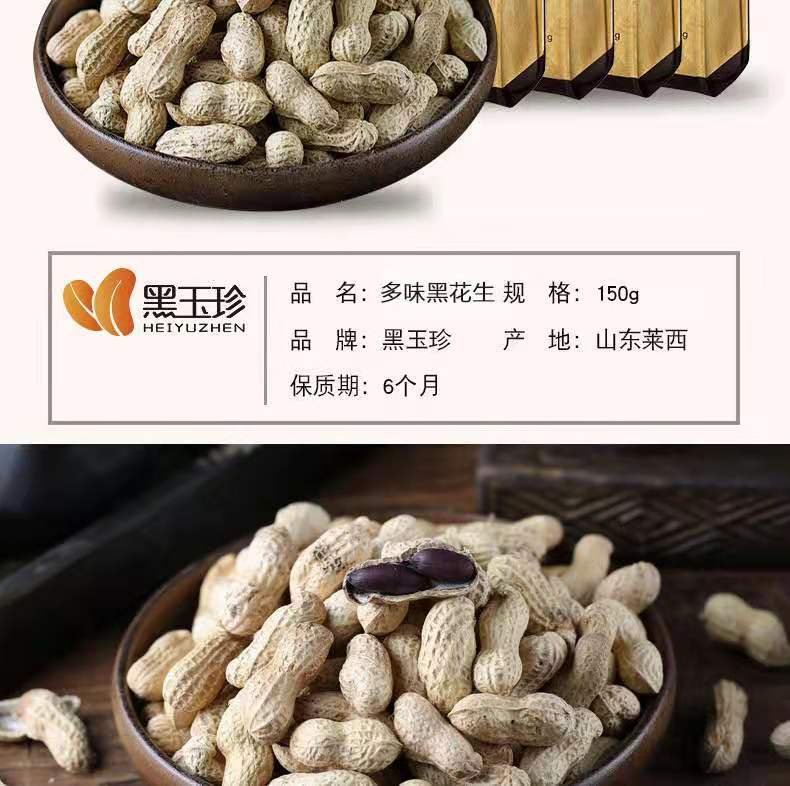 g
g
g
黑玉珍
HEIYUZHEN
品 名：多味黑花生 规 格：150g
品 牌：黑玉珍 产 地：山东莱西
保质期：6个月